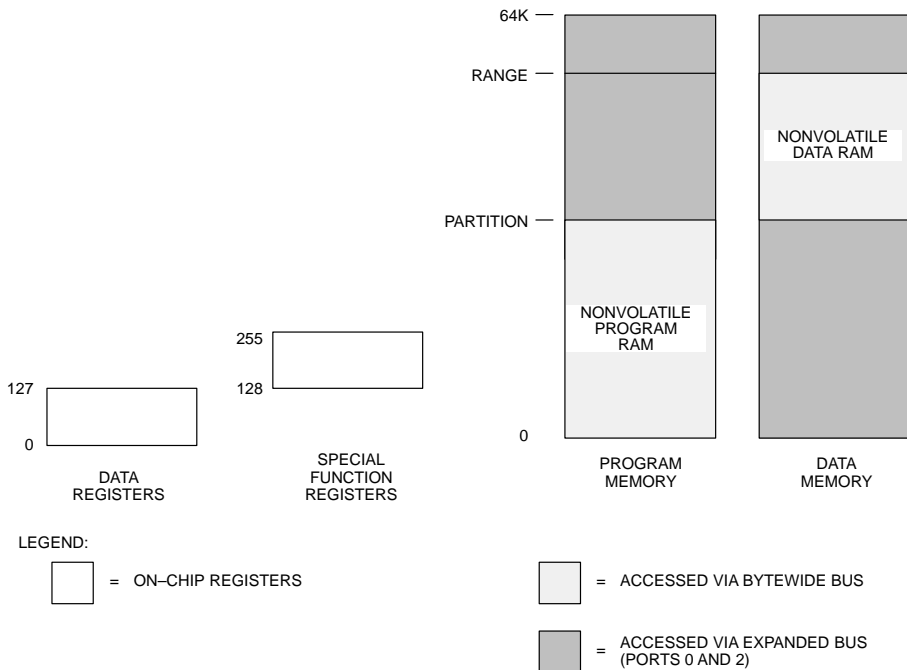 64K
RANGE
PARTITION
0
NONVOLATILE
DATA RAM
NONVOLATILE
PROGRAM
RAM
PROGRAM
MEMORY
DATA
MEMORY
255
128
127
0
DATA
REGISTERS
SPECIAL
FUNCTION
REGISTERS
LEGEND:
= ON–CHIP REGISTERS
= ACCESSED VIA BYTEWIDE BUS
= ACCESSED VIA EXPANDED BUS
(PORTS 0 AND 2)